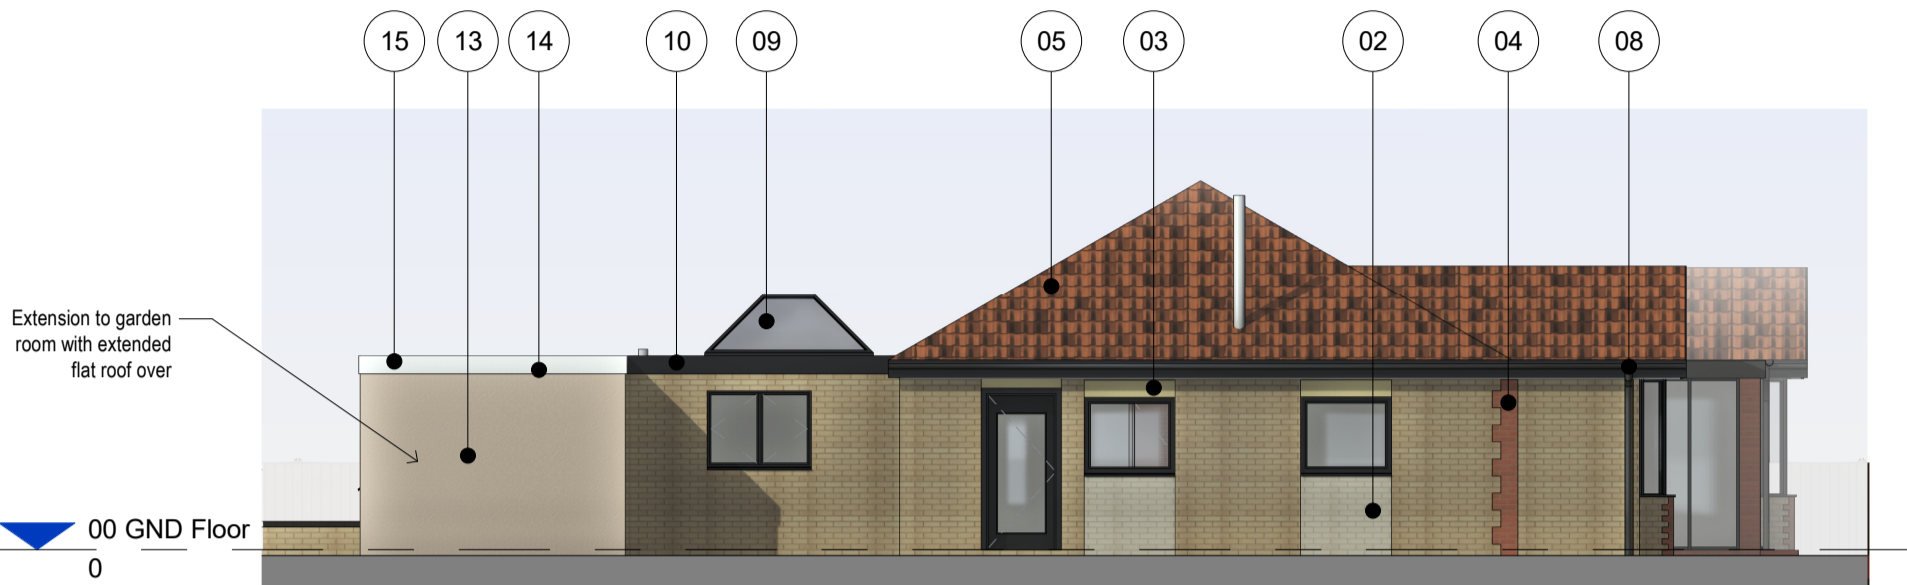 15 13 14 10 09 05 03 02 04 08
Extension to garden
room with extended
flat roof over
00 GND Floor
0